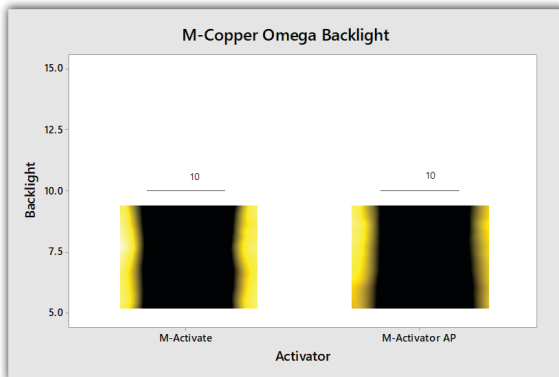 M-Copper Omega Backlight
Backlight
15.0
12.5
10.0
7.5
5.0
10
10
M-Activate
M-Activator AP
Activator